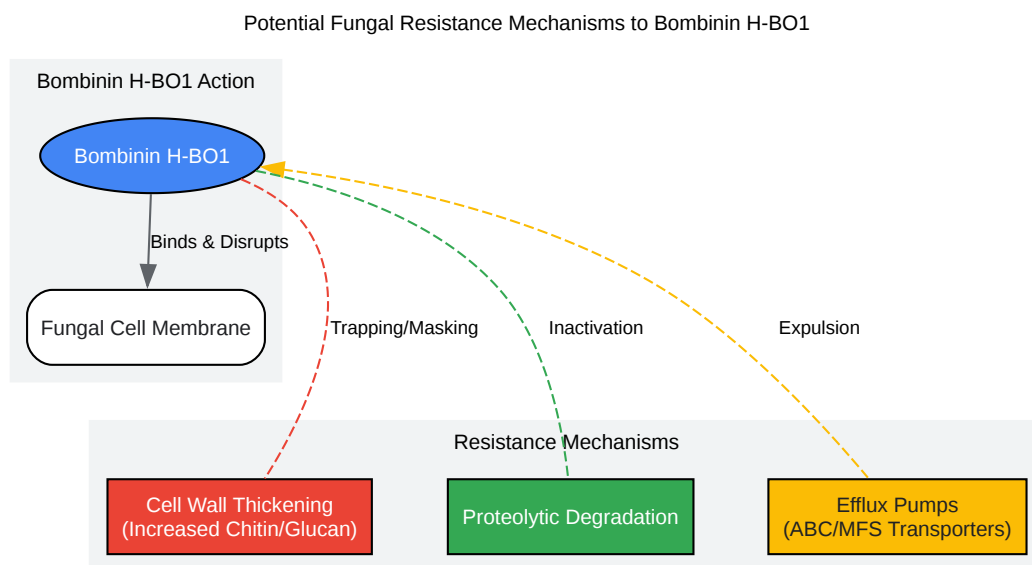 Potential Fungal Resistance Mechanisms to Bombinin H-BO1
Bombinin H-BO1 Action
Bombinin H-BO1
Binds & Disrupts
Fungal Cell Membrane
Trapping/Masking
Inactivation
Expulsion
Resistance Mechanisms
Cell Wall Thickening
(Increased Chitin/Glucan)
Proteolytic Degradation
Efflux Pumps
(ABC/MFS Transporters)